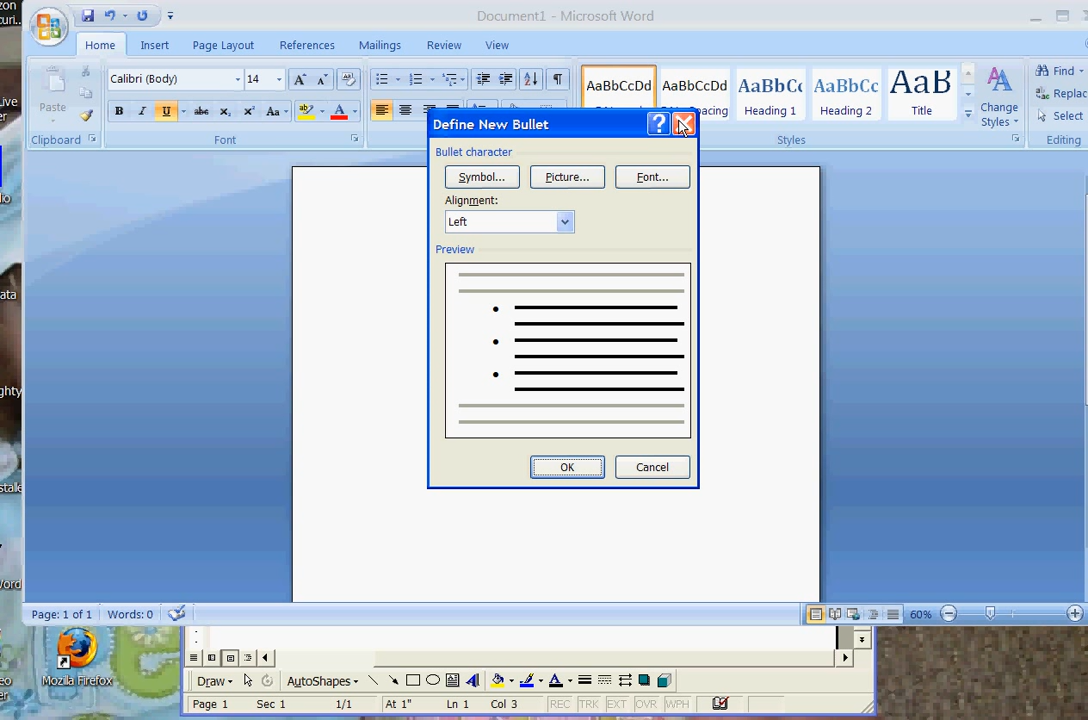 Document1 - Microsoft Word
Home Insert Page Layout References Mailings Review View
Paste
Calibri (Body) 14
AaBbCcDd AaBbCcDd AaBbCc AaBbCc AaB
Spacing Heading 1 Heading 2 Title
Change Styles
Find
Replac
Select
Clipboard Font Styles Editing
Define New Bullet
Bullet character
Symbol... Picture... Font...
Alignment:
Left
Preview
OK Cancel
Page: 1 of 1 Words: 0 60%
Mozilla Firefox
Draw AutoShapes
Page 1 Sec 1 1/1 At 1" Ln 1 Col 3 REC TRK EXT OVR WPH